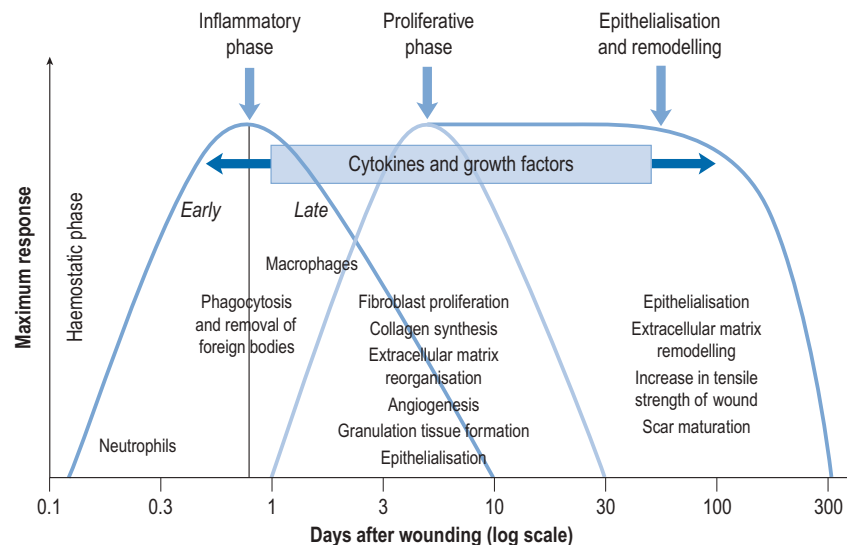 Inflammatory
phase
Proliferative
phase
Epithelialisation
and remodelling
Maximum response
Haemostatic phase
Cytokines and growth factors
Early
Late
Macrophages
Phagocytosis
and removal of
foreign bodies
Neutrophils
Fibroblast proliferation
Collagen synthesis
Extracellular matrix
reorganisation
Angiogenesis
Granulation tissue formation
Epithelialisation
Epithelialisation
Extracellular matrix
remodelling
Increase in tensile
strength of wound
Scar maturation
0.1
0.3
1
3
10
30
100
300
Days after wounding (log scale)